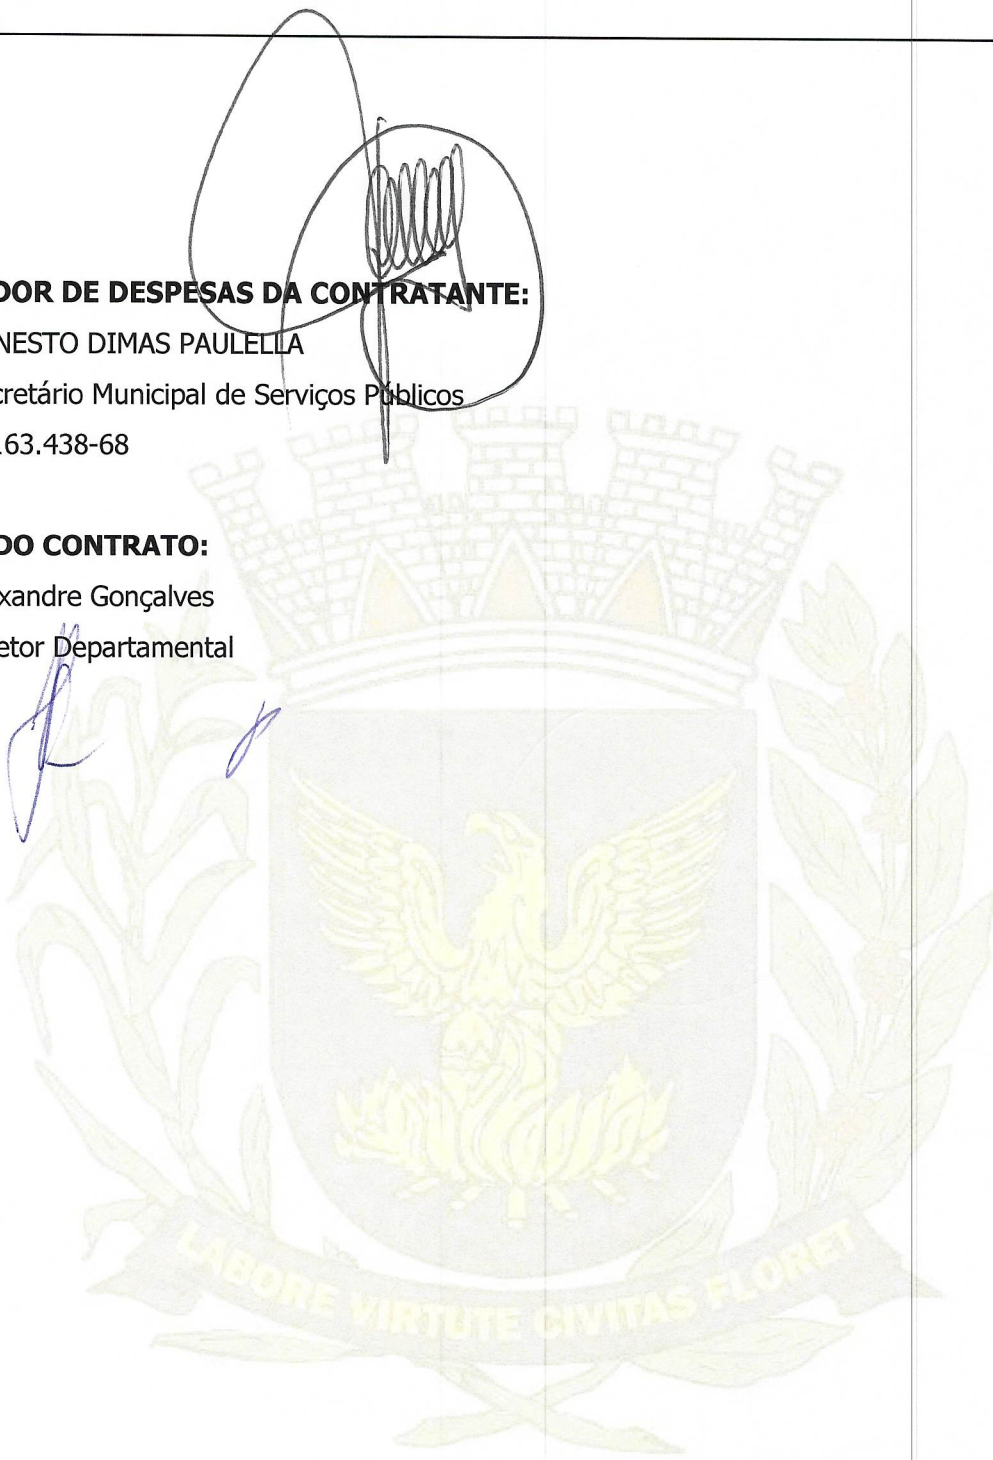 DOR DE DESPESAS DA CONTRATANTE:
NESTO DIMAS PAULELLA
cretário Municipal de Serviços Públicos
163.438-68
DO CONTRATO:
xandre Gonçalves
etor Departamental
LABORE VIRTUTE CIVITAS FLORET